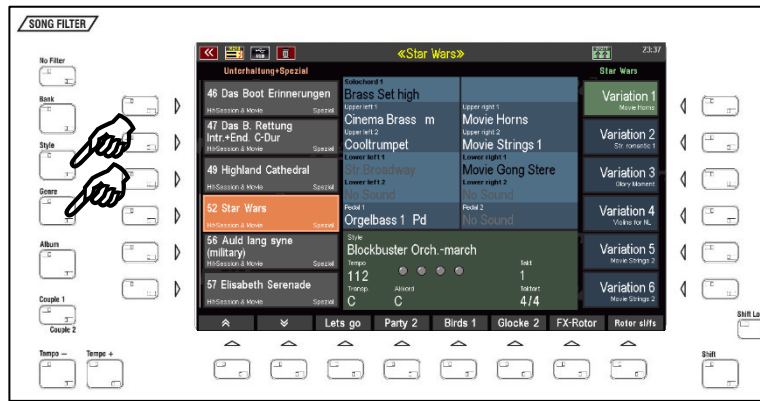 SONG FILTER
No Filter
Bank
Style
Genre
Album
Couple 1
Couple 2
Tempo – Tempo +
«Star Wars»
23:37
Unterhaltung+Spezial
46 Das Boot Erinnerungen
HitSession & Movie Spezial
47 Das B. Rettung
Intr.+End. C-Dur
HitSession & Movie Spezial
49 Highland Cathedral
HitSession & Movie Spezial
52 Star Wars
HitSession & Movie Spezial
56 Auld lang syne
(military)
HitSession & Movie Spezial
57 Elisabeth Serenade
HitSession & Movie Spezial
Solochord 1
Brass Set high
Upper left 1 Upper right 1
Cinema Brass m Movie Horns
Upper left 2 Upper right 2
Cooltrumpet Movie Strings 1
Lower left 1 Lower right 1
Str.Broadway Movie Gong Stere
Lower left 2 Lower right 2
No Sound No Sound
Pedal 1 Pedal 2
Orgelbass 1 Pd No Sound
Style
Blockbuster Orch.-march
Tempo Takt
112 1
Transp. Akkord Taktart
C C 4/4
Star Wars
Variation 1
Movie Horns
Variation 2
Str. romantic 1
Variation 3
Glory Moment
Variation 4
Violins for NL
Variation 5
Movie Strings 2
Variation 6
Movie Strings 2
Lets go Party 2 Birds 1 Glocke 2 FX-Rotor Rotor sl/fs
Shift Lo
Shift